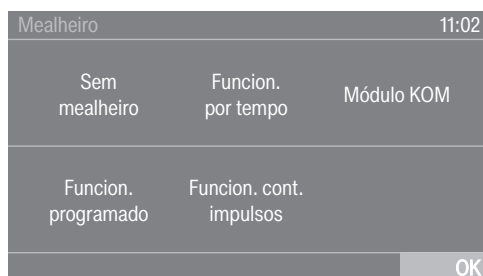 Mealheiro 11:02
Sem mealheiro
Funcion. por tempo
Módulo KOM
Funcion. programado
Funcion. cont. impulsos
OK